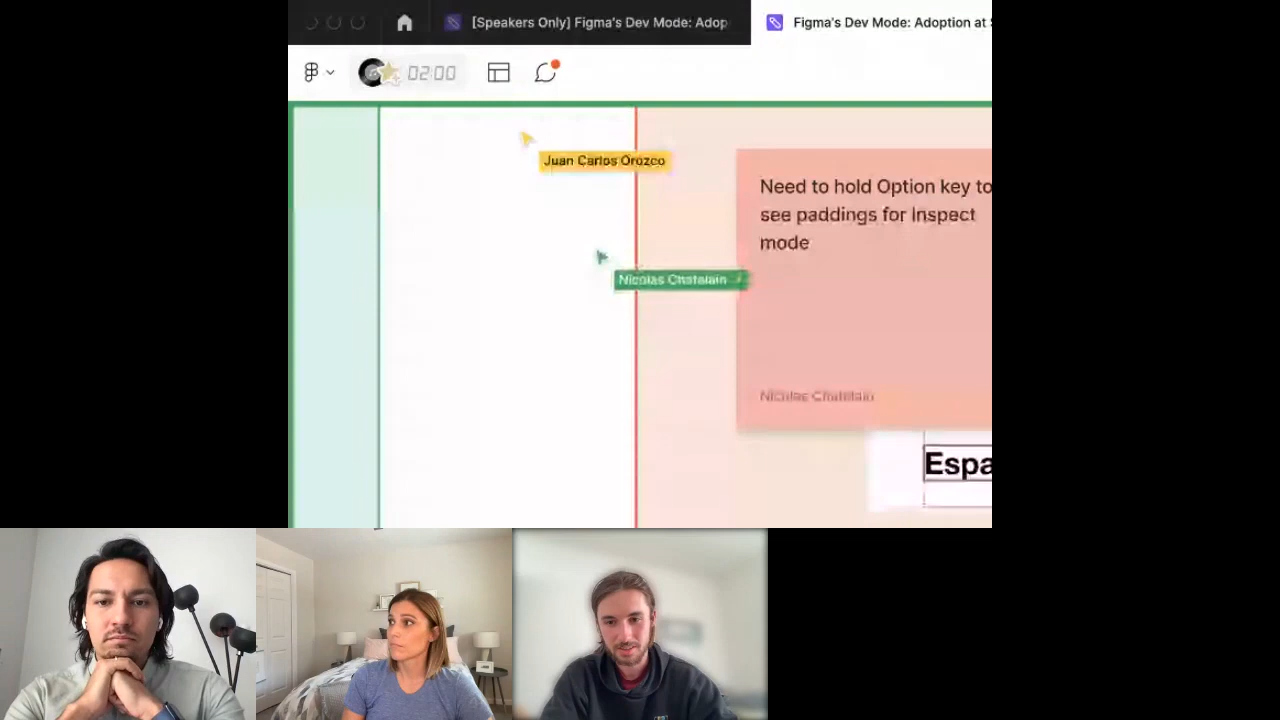 [Speakers Only] Figma's Dev Mode: Adop
Figma's Dev Mode: Adoption at S
02:00
Juan Carlos Orozco
Need to hold Option key to
see paddings for Inspect
mode
Nicolas Chatelain
Nicolas Chatelain
Espa